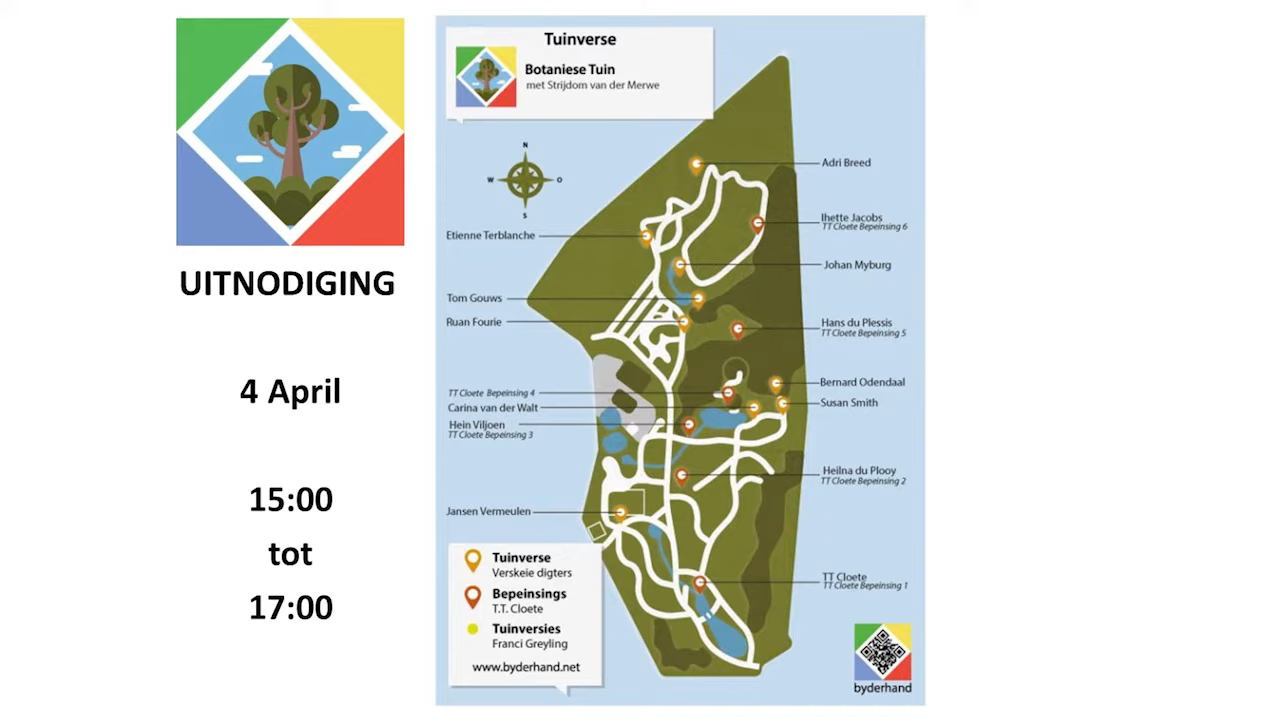 UITNODIGING
4 April
15:00
tot
17:00
Tuinverse
Botaniese Tuin
met Strijdom van der Merwe
N
W
O
S
Adri Breed
Ihette Jacobs
TT Cloete Bepeinsing 6
Etienne Terblanche
Johan Myburg
Tom Gouws
Ruan Fourie
Hans du Plessis
TT Cloete Bepeinsing 5
Bernard Odendaal
TT Cloete Bepeinsing 4
Carina van der Walt
Susan Smith
Hein Viljoen
TT Cloete Bepeinsing 3
Heilna du Plooy
TT Cloete Bepeinsing 2
Jansen Vermeulen
TT Cloete
TT Cloete Bepeinsing 1
Tuinverse
Verskeie digters
Bepeinsings
T.T. Cloete
Tuinversies
Franci Greyling
www.byderhand.net
byderhand